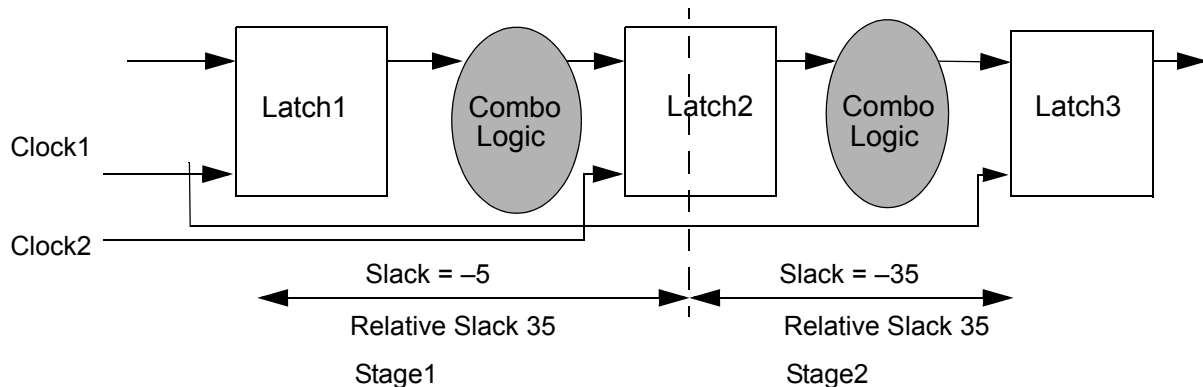 Latch1
Combo
Logic
Latch2
Combo
Logic
Latch3
Clock1
Clock2
Slack = –5
Slack = –35
Relative Slack 35
Relative Slack 35
Stage1
Stage2